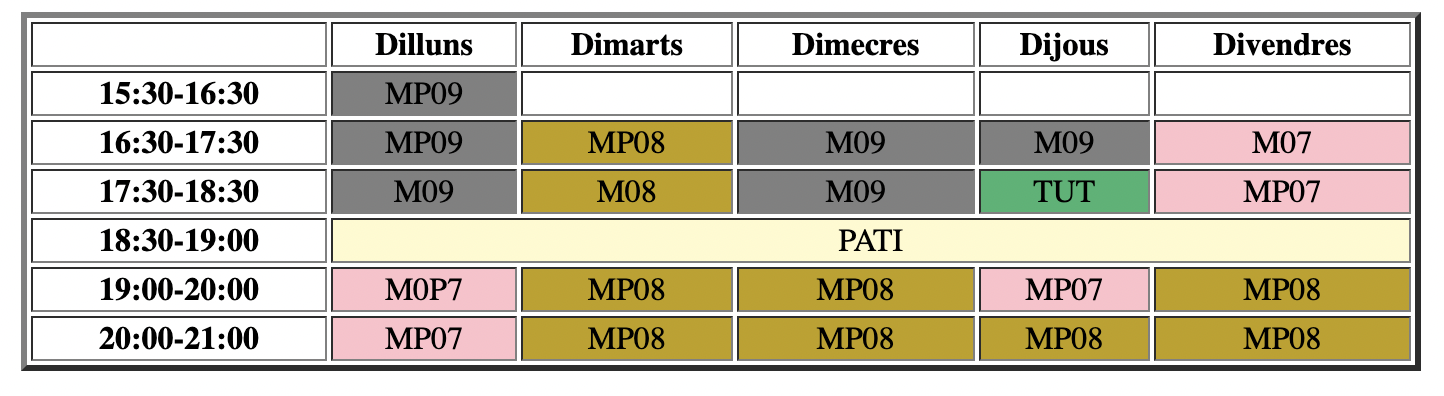 Dilluns Dimarts Dimecres Dijous Divendres
15:30-16:30 MP09
16:30-17:30 MP09 MP08 M09 M09 M07
17:30-18:30 M09 M08 M09 TUT MP07
18:30-19:00 PATI
19:00-20:00 M0P7 MP08 MP08 MP07 MP08
20:00-21:00 MP07 MP08 MP08 MP08 MP08